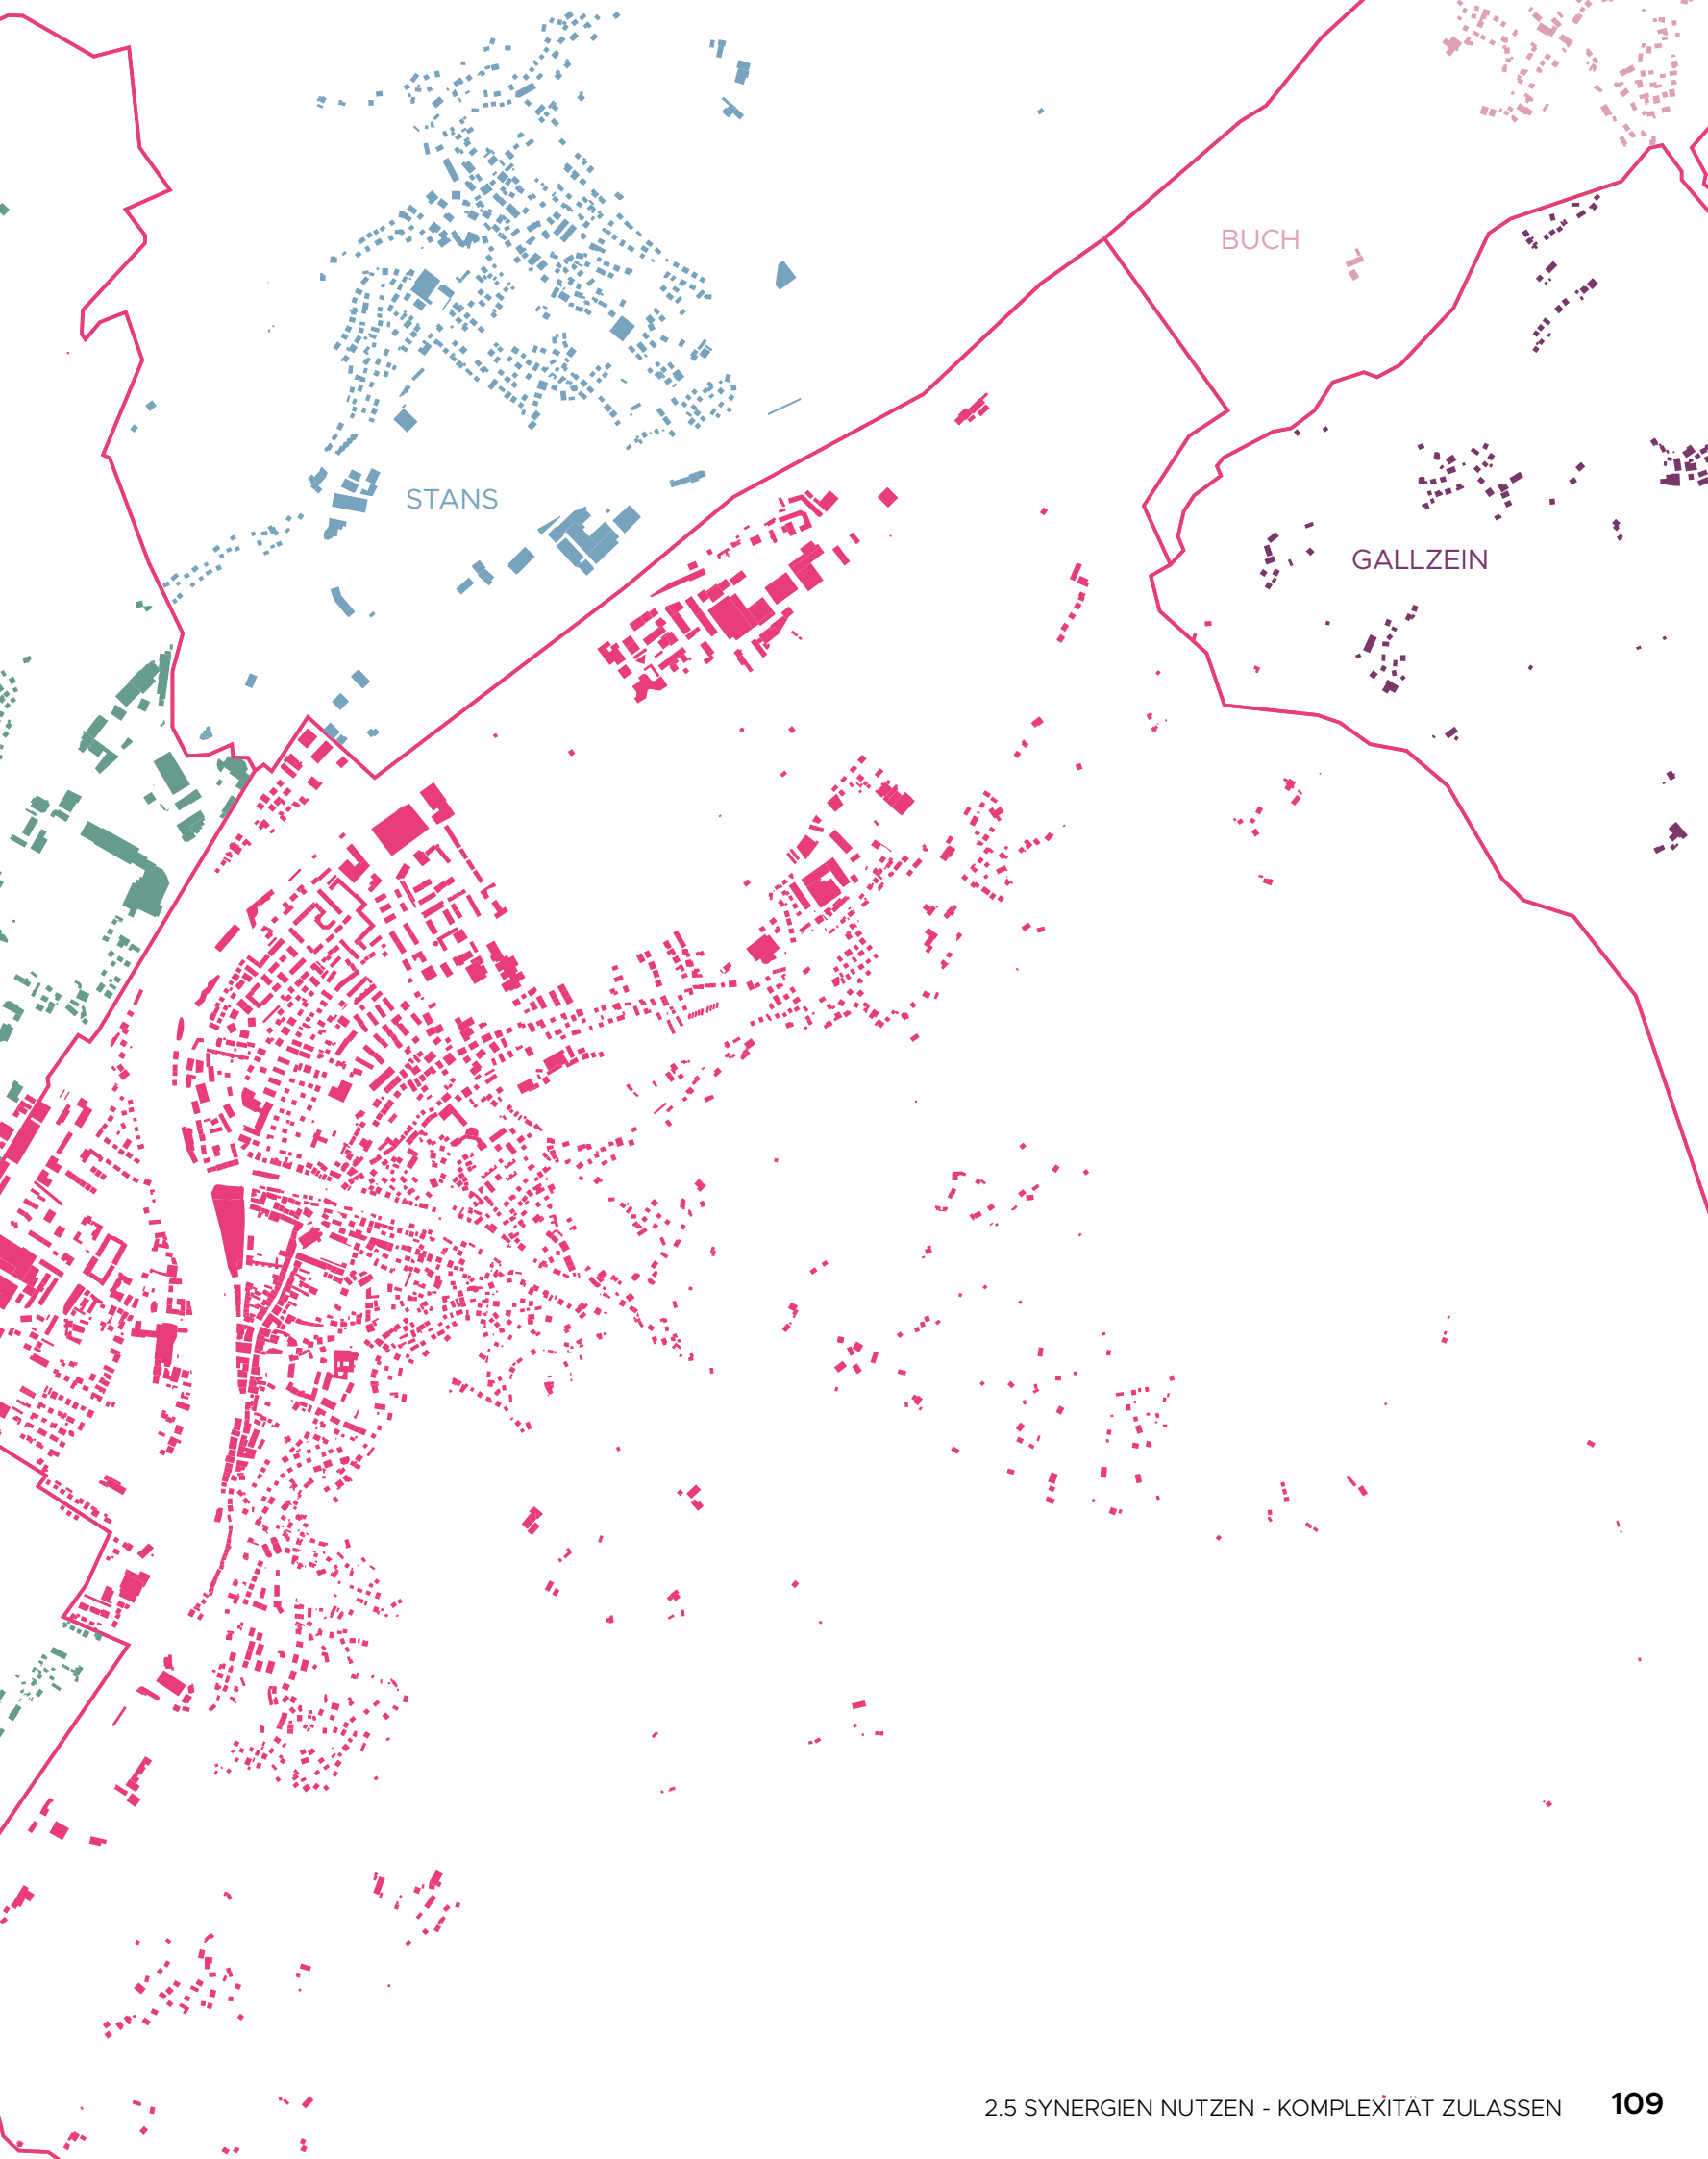 BUCH
STANS
GALLZEIN
2.5 SYNERGIEN NUTZEN - KOMPLEXITÄT ZULASSEN 109